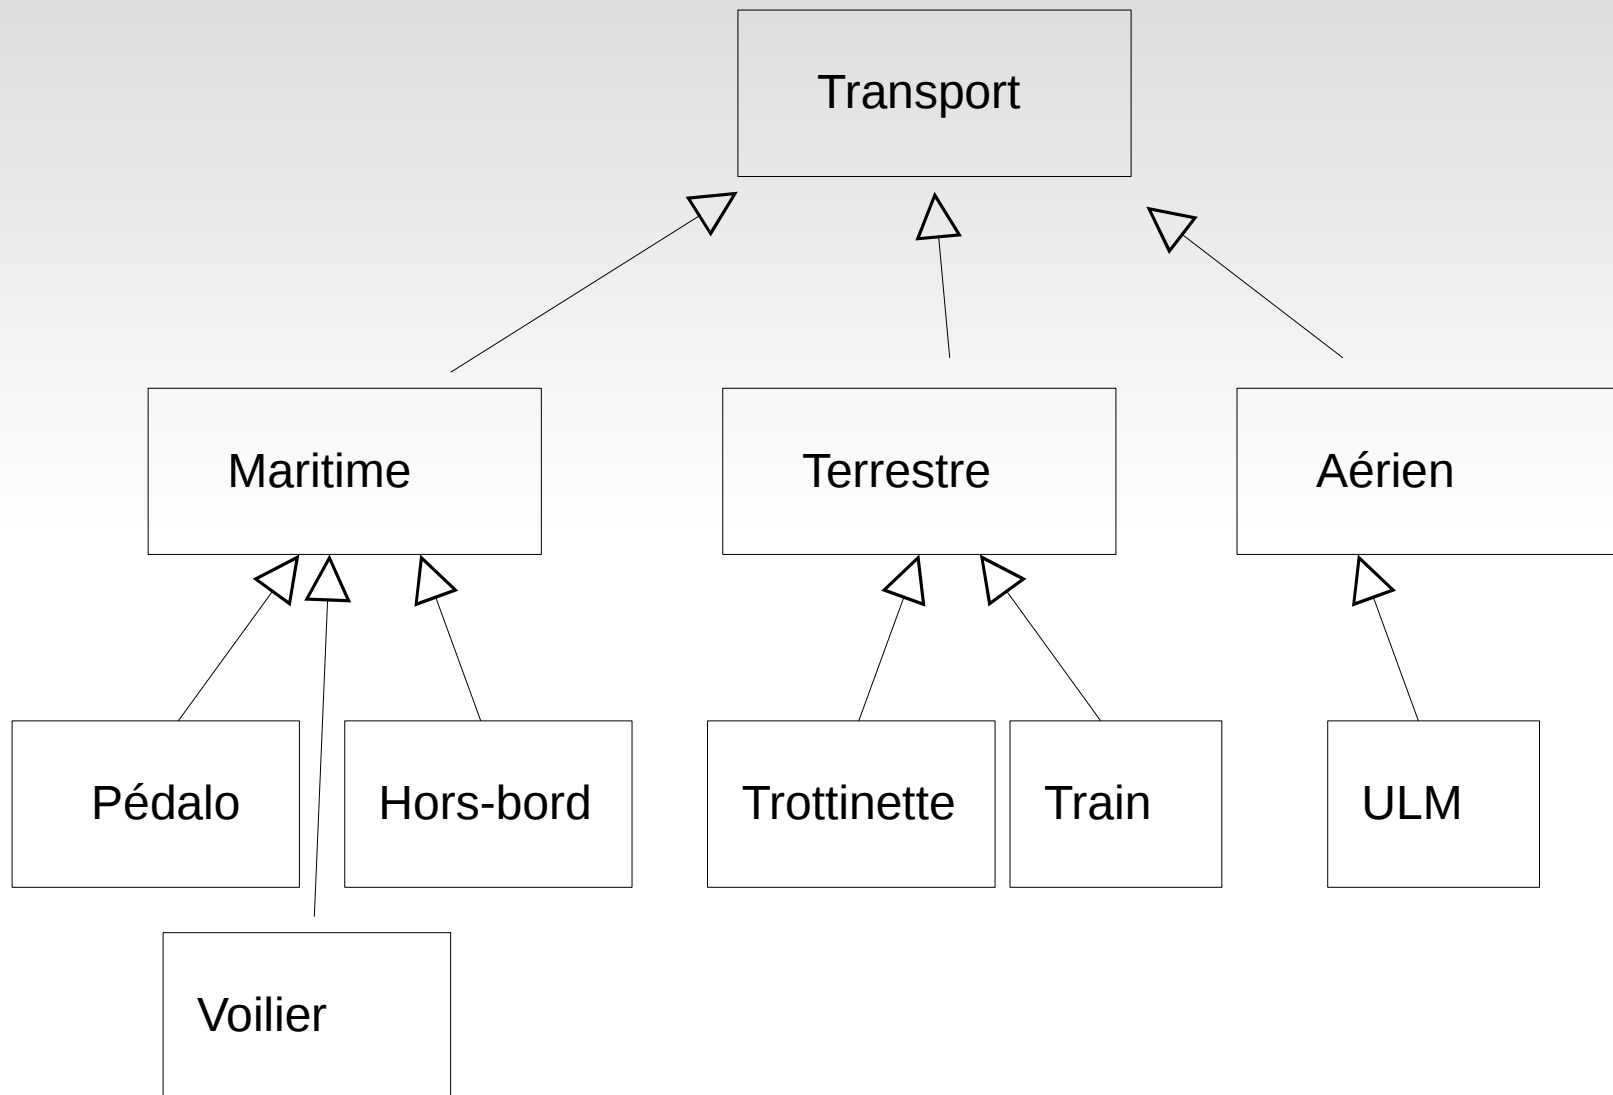 Transport
Maritime
Terrestre
Aérien
Pédalo
Hors-bord
Trottinette
Train
ULM
Voilier